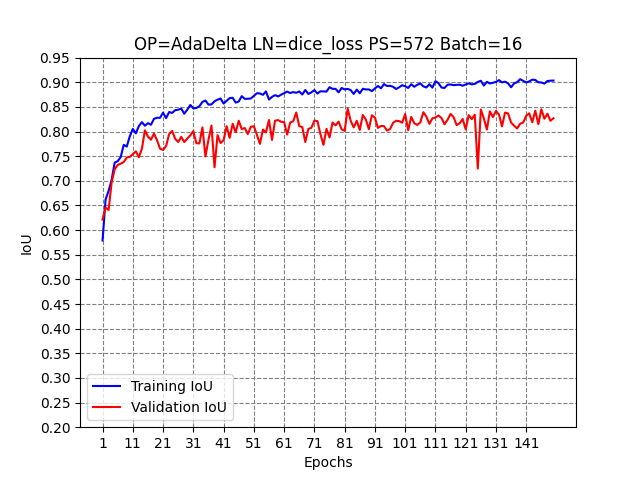 OP=AdaDelta LN=dice_loss PS=572 Batch=16
0.95
0.90
0.85
0.80
0.75
0.70
0.65
0.60
0.55
0.50
0.45
0.40
0.35
0.30
0.25
0.20
IoU
Training IoU
Validation IoU
1 11 21 31 41 51 61 71 81 91 101 111 121 131 141
Epochs